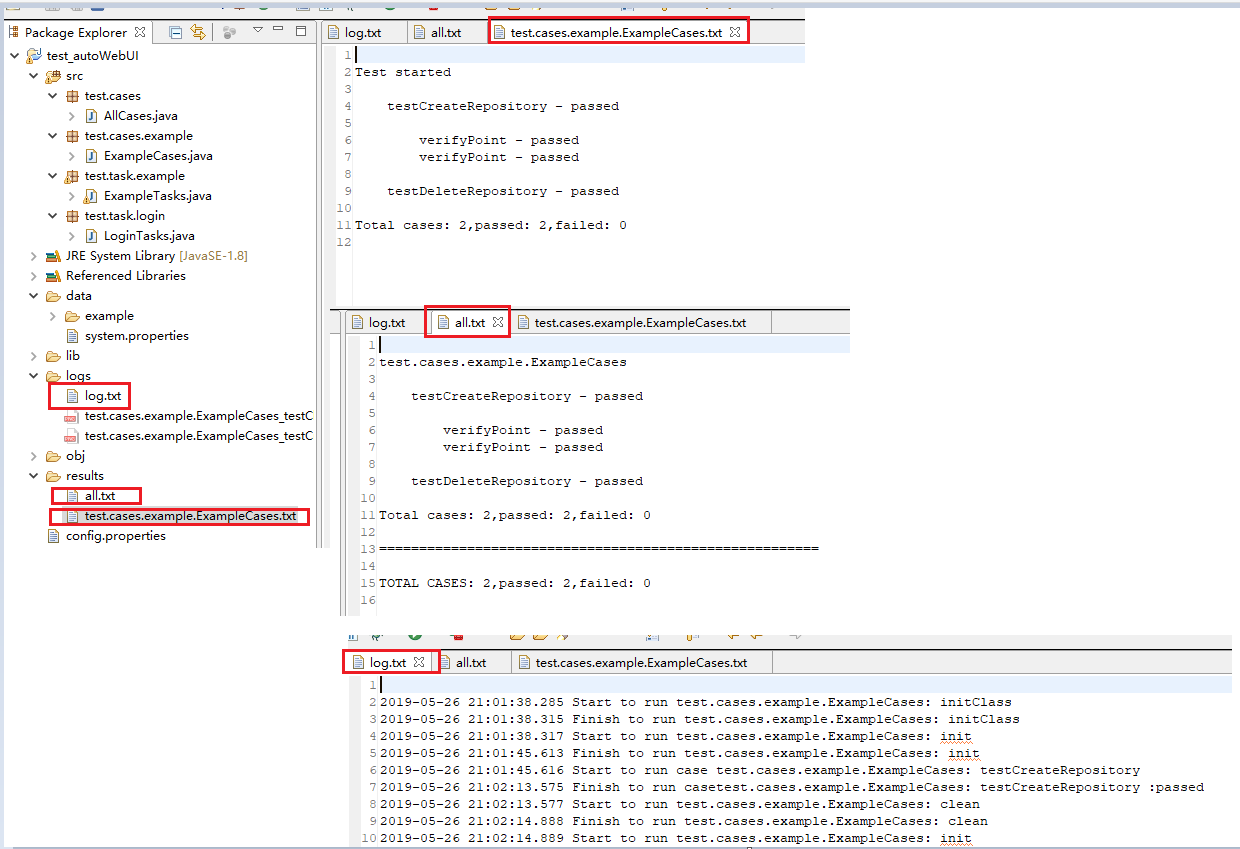 Package Explorer
test_autoWebUI
src
test.cases
AllCases.java
test.cases.example
ExampleCases.java
test.task.example
ExampleTasks.java
test.task.login
LoginTasks.java
JRE System Library [JavaSE-1.8]
Referenced Libraries
data
example
system.properties
lib
logs
log.txt
test.cases.example.ExampleCases_testC
test.cases.example.ExampleCases_testC
obj
results
all.txt
test.cases.example.ExampleCases.txt
config.properties
log.txt all.txt test.cases.example.ExampleCases.txt
1
2 Test started
3
4 testCreateRepository - passed
5
6 verifyPoint - passed
7 verifyPoint - passed
8
9 testDeleteRepository - passed
10
11 Total cases: 2,passed: 2,failed: 0
12
log.txt all.txt test.cases.example.ExampleCases.txt
1
2 test.cases.example.ExampleCases
3
4 testCreateRepository - passed
5
6 verifyPoint - passed
7 verifyPoint - passed
8
9 testDeleteRepository - passed
10
11 Total cases: 2,passed: 2,failed: 0
12
13 =======================================================
14
15 TOTAL CASES: 2,passed: 2,failed: 0
16
log.txt all.txt test.cases.example.ExampleCases.txt
1
2 2019-05-26 21:01:38.285 Start to run test.cases.example.ExampleCases: initClass
3 2019-05-26 21:01:38.315 Finish to run test.cases.example.ExampleCases: initClass
4 2019-05-26 21:01:38.317 Start to run test.cases.example.ExampleCases: init
5 2019-05-26 21:01:45.613 Finish to run test.cases.example.ExampleCases: init
6 2019-05-26 21:01:45.616 Start to run case test.cases.example.ExampleCases: testCreateRepository
7 2019-05-26 21:02:13.575 Finish to run casetest.cases.example.ExampleCases: testCreateRepository :passed
8 2019-05-26 21:02:13.577 Start to run test.cases.example.ExampleCases: clean
9 2019-05-26 21:02:14.888 Finish to run test.cases.example.ExampleCases: clean
10 2019-05-26 21:02:14.889 Start to run test.cases.example.ExampleCases: init